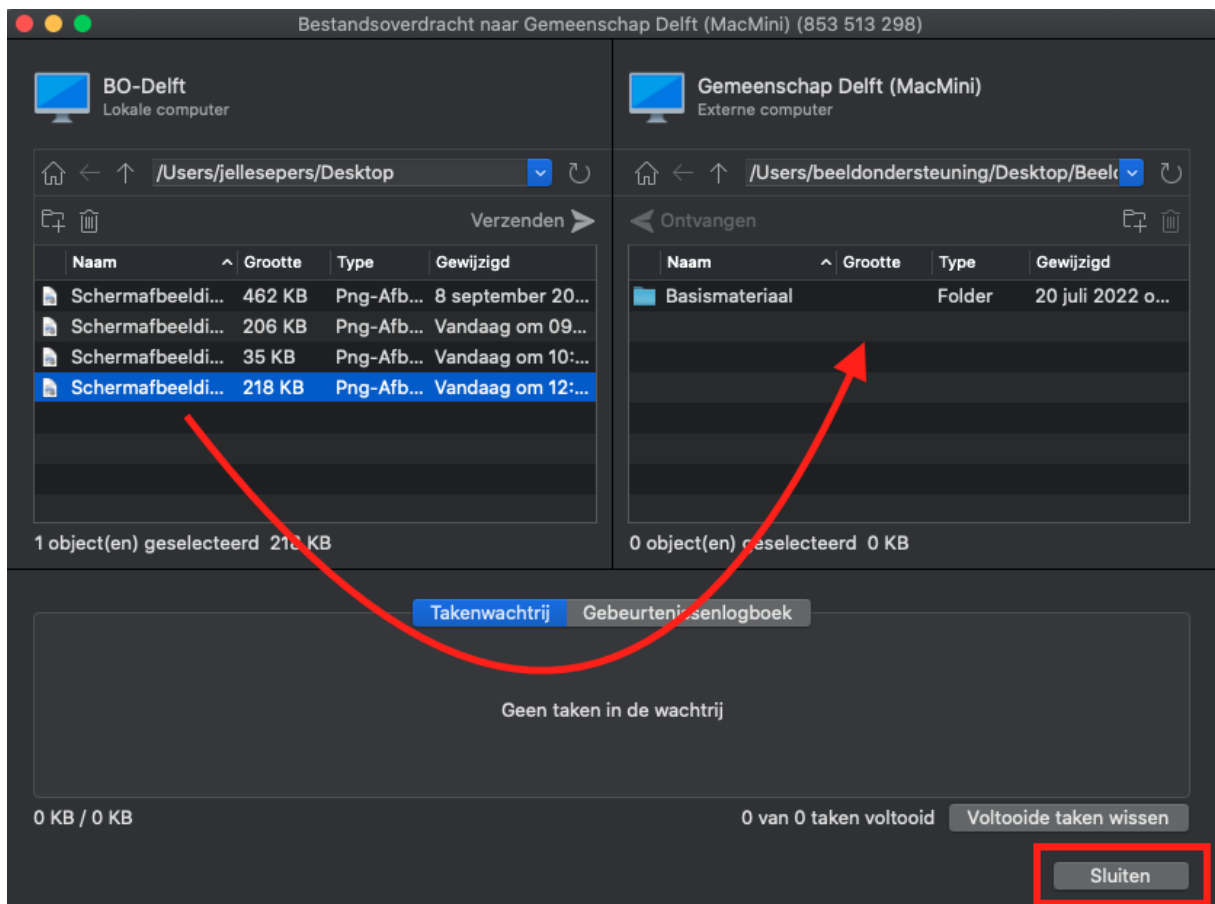 Bestandsoverdracht naar Gemeenschap Delft (MacMini) (853 513 298)
BO-Delft
Lokale computer
/Users/jellesepers/Desktop
Verzenden
Naam Grootte Type Gewijzigd
Schermafbeeldi... 462 KB Png-Afb... 8 september 20...
Schermafbeeldi... 206 KB Png-Afb... Vandaag om 09...
Schermafbeeldi... 35 KB Png-Afb... Vandaag om 10:...
Schermafbeeldi... 218 KB Png-Afb... Vandaag om 12:...
1 object(en) geselecteerd 218 KB
Gemeenschap Delft (MacMini)
Externe computer
/Users/beeldondersteuning/Desktop/Beeld
Ontvangen
Naam Grootte Type Gewijzigd
Basismateriaal Folder 20 juli 2022 o...
0 object(en) geselecteerd 0 KB
Takenwachtrij Gebeurtenissenlogboek
Geen taken in de wachtrij
0 KB / 0 KB 0 van 0 taken voltooid Voltooide taken wissen
Sluiten